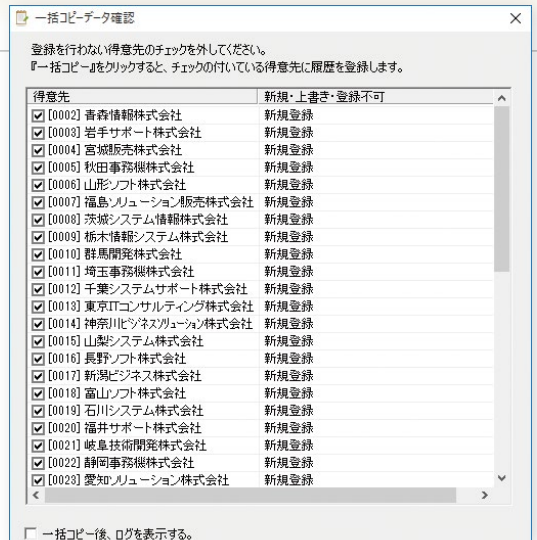 一括コピーデータ確認
登録を行わない得意先のチェックを外してください。
『一括コピー』をクリックすると、チェックの付いている得意先に履歴を登録します。
得意先 新規・上書き・登録不可
[0002] 青森情報株式会社 新規登録
[0003] 岩手サポート株式会社 新規登録
[0004] 宮城販売株式会社 新規登録
[0005] 秋田事務機株式会社 新規登録
[0006] 山形ソフト株式会社 新規登録
[0007] 福島ソリューション販売株式会社 新規登録
[0008] 茨城システム情報株式会社 新規登録
[0009] 栃木情報システム株式会社 新規登録
[0010] 群馬開発株式会社 新規登録
[0011] 埼玉事務機株式会社 新規登録
[0012] 千葉システムサポート株式会社 新規登録
[0013] 東京ITコンサルティング株式会社 新規登録
[0014] 神奈川ビジネスソリューション株式会社 新規登録
[0015] 山梨システム株式会社 新規登録
[0016] 長野ソフト株式会社 新規登録
[0017] 新潟ビジネス株式会社 新規登録
[0018] 富山ソフト株式会社 新規登録
[0019] 石川システム株式会社 新規登録
[0020] 福井サポート株式会社 新規登録
[0021] 岐阜技術開発株式会社 新規登録
[0022] 静岡事務機株式会社 新規登録
[0023] 愛知ソリューション株式会社 新規登録
一括コピー後、ログを表示する。